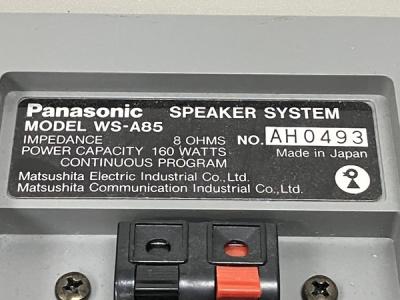 Panasonic SPEAKER SYSTEM
MODEL WS-A85
IMPEDANCE 8 OHMS NO. AH0493
POWER CAPACITY 160 WATTS Made in Japan
CONTINUOUS PROGRAM
Matsushita Electric Industrial Co., Ltd.
Matsushita Communication Industrial Co., Ltd.